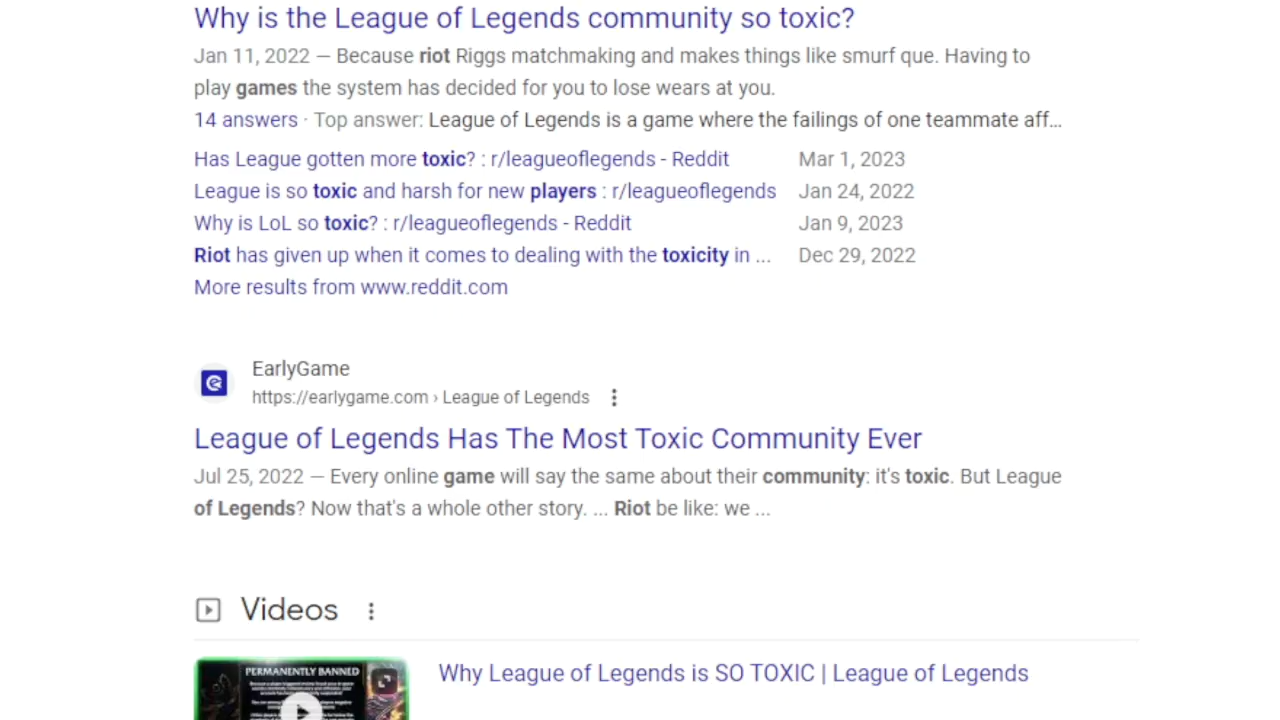 Why is the League of Legends community so toxic?
Jan 11, 2022 — Because riot Riggs matchmaking and makes things like smurf que. Having to
play games the system has decided for you to lose wears at you.
14 answers · Top answer: League of Legends is a game where the failings of one teammate aff...
Has League gotten more toxic? : r/leagueoflegends - Reddit Mar 1, 2023
League is so toxic and harsh for new players : r/leagueoflegends Jan 24, 2022
Why is LoL so toxic? : r/leagueoflegends - Reddit Jan 9, 2023
Riot has given up when it comes to dealing with the toxicity in ... Dec 29, 2022
More results from www.reddit.com
EarlyGame
https://earlygame.com › League of Legends
League of Legends Has The Most Toxic Community Ever
Jul 25, 2022 — Every online game will say the same about their community: it's toxic. But League
of Legends? Now that's a whole other story. ... Riot be like: we ...
Videos
PERMANENTLY BANNED
Why League of Legends is SO TOXIC | League of Legends